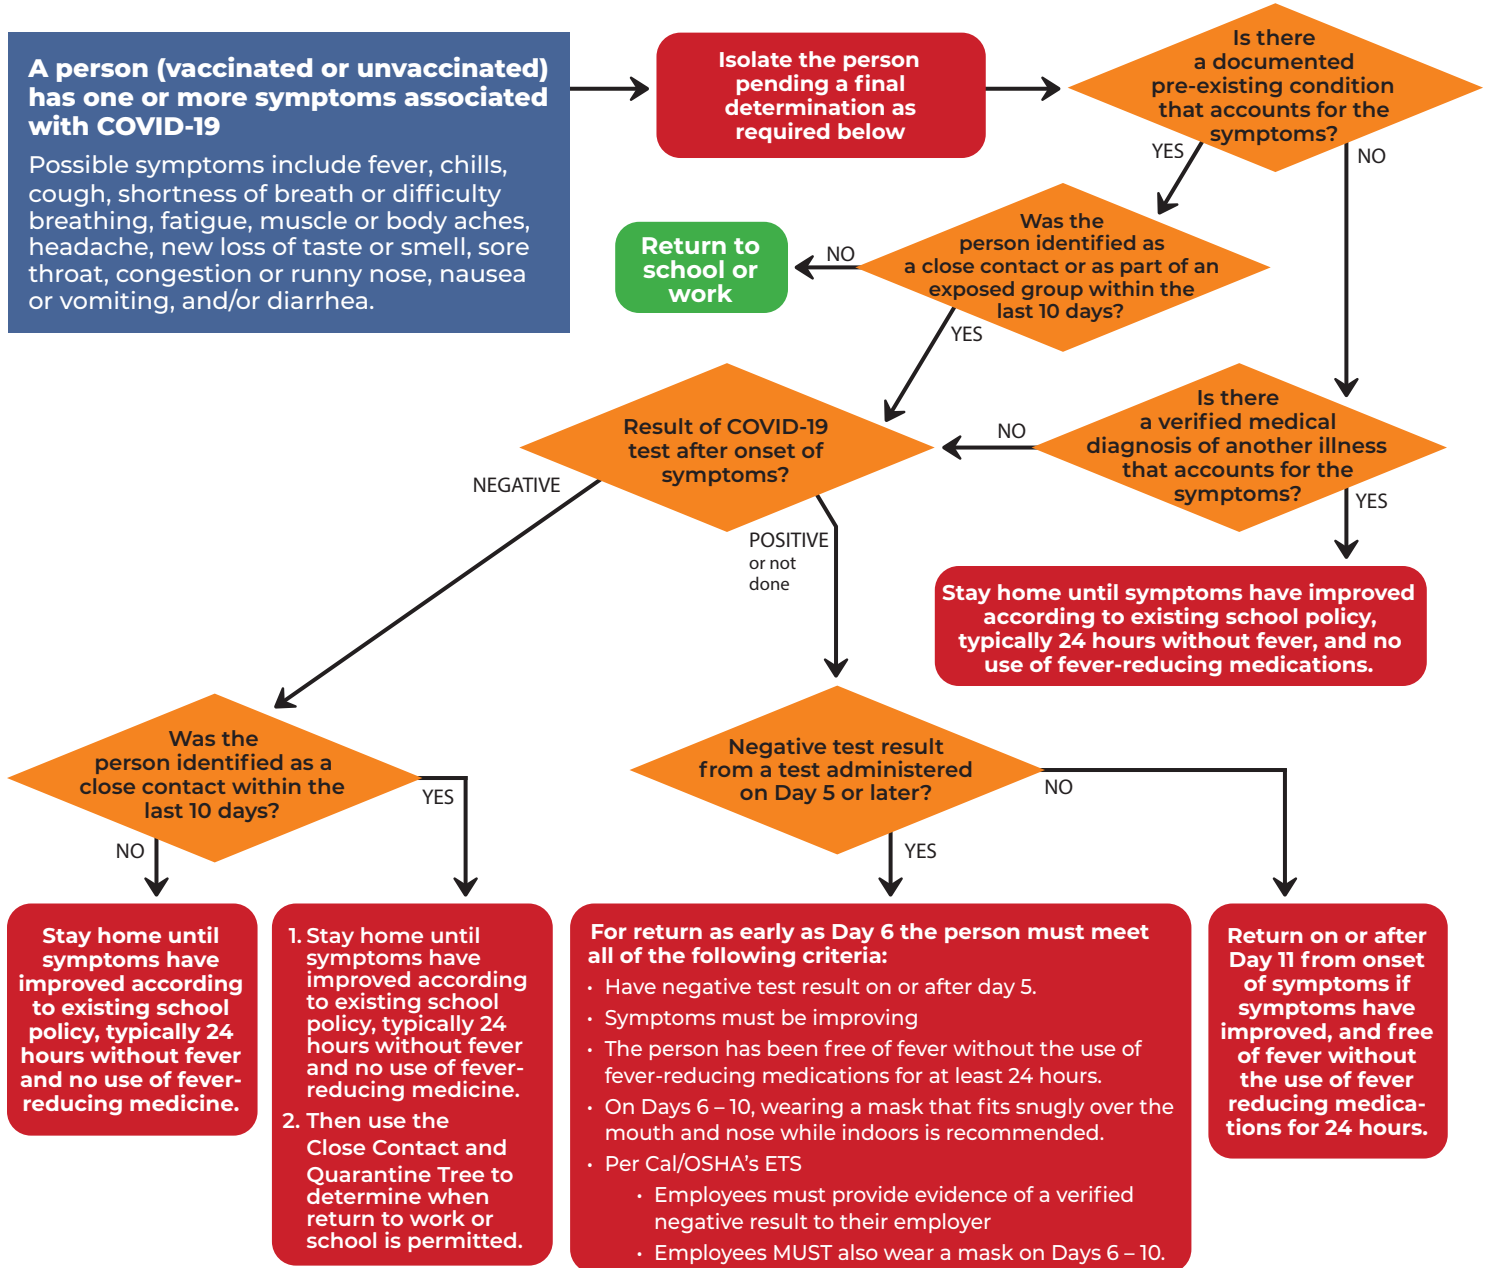 A person (vaccinated or unvaccinated)
has one or more symptoms associated
with COVID-19
Possible symptoms include fever, chills,
cough, shortness of breath or difficulty
breathing, fatigue, muscle or body aches,
headache, new loss of taste or smell, sore
throat, congestion or runny nose, nausea
or vomiting, and/or diarrhea.
Isolate the person
pending a final
determination as
required below
Is there
a documented
pre-existing condition
that accounts for the
symptoms?
YES
NO
Was the
person identified as
a close contact or as part of an
exposed group within the
last 10 days?
NO
YES
Return to
school or
work
Is there
a verified medical
diagnosis of another illness
that accounts for the
symptoms?
NO
YES
Result of COVID-19
test after onset of
symptoms?
NEGATIVE
POSITIVE
or not
done
Stay home until symptoms have improved
according to existing school policy,
typically 24 hours without fever, and no
use of fever-reducing medications.
Was the
person identified as a
close contact within the
last 10 days?
NO
YES
Negative test result
from a test administered
on Day 5 or later?
YES
NO
Stay home until
symptoms have
improved according
to existing school
policy, typically 24
hours without fever
and no use of fever-
reducing medicine.
1. Stay home until
symptoms have
improved according
to existing school
policy, typically 24
hours without fever
and no use of fever-
reducing medicine.
2. Then use the
Close Contact and
Quarantine Tree to
determine when
return to work or
school is permitted.
For return as early as Day 6 the person must meet
all of the following criteria:
• Have negative test result on or after day 5.
• Symptoms must be improving
• The person has been free of fever without the use of
fever-reducing medications for at least 24 hours.
• On Days 6 – 10, wearing a mask that fits snugly over the
mouth and nose while indoors is recommended.
• Per Cal/OSHA's ETS
• Employees must provide evidence of a verified
negative result to their employer
• Employees MUST also wear a mask on Days 6 – 10.
Return on or after
Day 11 from onset
of symptoms if
symptoms have
improved, and free
of fever without
the use of fever
reducing medica-
tions for 24 hours.